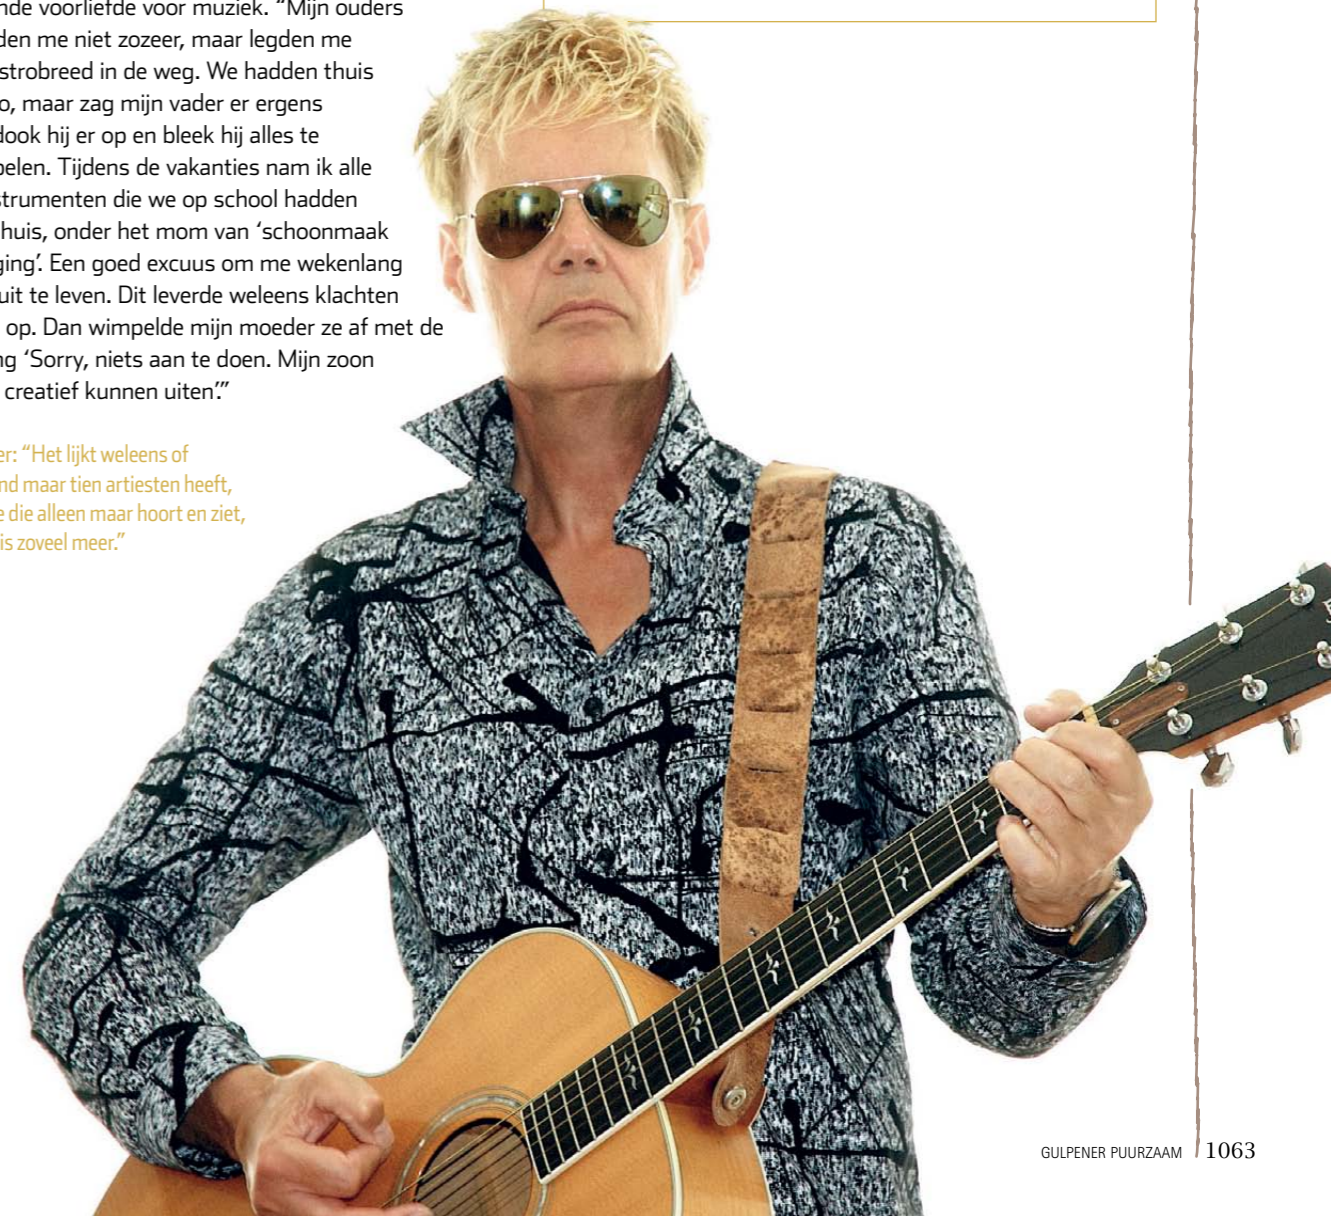 nde voorliefde voor muziek. “Mijn ouders
den me niet zozeer, maar legden me
strobreed in de weg. We hadden thuis
o, maar zag mijn vader er ergens
dook hij er op en bleek hij alles te
pelen. Tijdens de vakanties nam ik alle
strumenten die we op school hadden
huis, onder het mom van ‘schoonmaak
ging’. Een goed excuus om me wekenlang
uit te leven. Dit leverde weleens klachten
op. Dan wimpelde mijn moeder ze af met de
ng ‘Sorry, niets aan te doen. Mijn zoon
creatief kunnen uiten’.”
er: “Het lijkt weleens of
nd maar tien artiesten heeft,
e die alleen maar hoort en ziet,
is zoveel meer.”
GULPENER PUURZAAM 1063